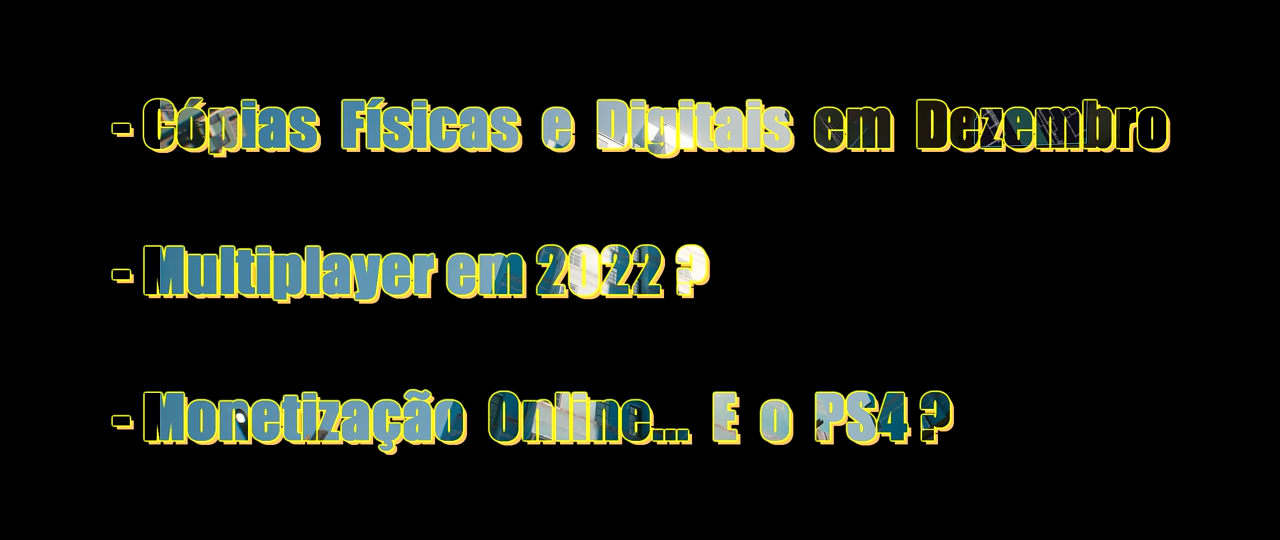 - Cópias Físicas e Digitais em Dezembro
- Multiplayer em 2022 ?
- Monetização Online... E o PS4 ?